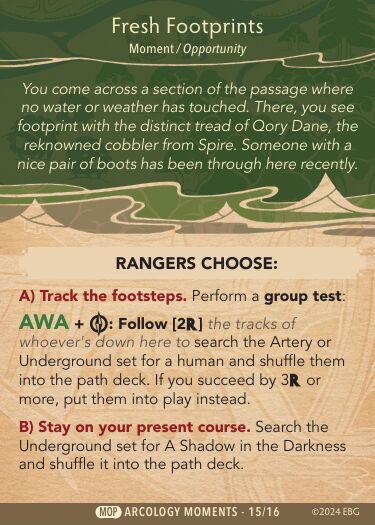 Fresh Footprints
Moment / Opportunity
You come across a section of the passage where
no water or weather has touched. There, you see
footprint with the distinct tread of Qory Dane, the
reknowned cobbler from Spire. Someone with a
nice pair of boots has been through here recently.
RANGERS CHOOSE:
A) Track the footsteps. Perform a group test:
AWA + : Follow [2R] the tracks of
whoever's down here to search the Artery or
Underground set for a human and shuffle them
into the path deck. If you succeed by 3R or
more, put them into play instead.
B) Stay on your present course. Search the
Underground set for A Shadow in the Darkness
and shuffle it into the path deck.
MOP ARCOLOGY MOMENTS - 15/16 ©2024 EBG